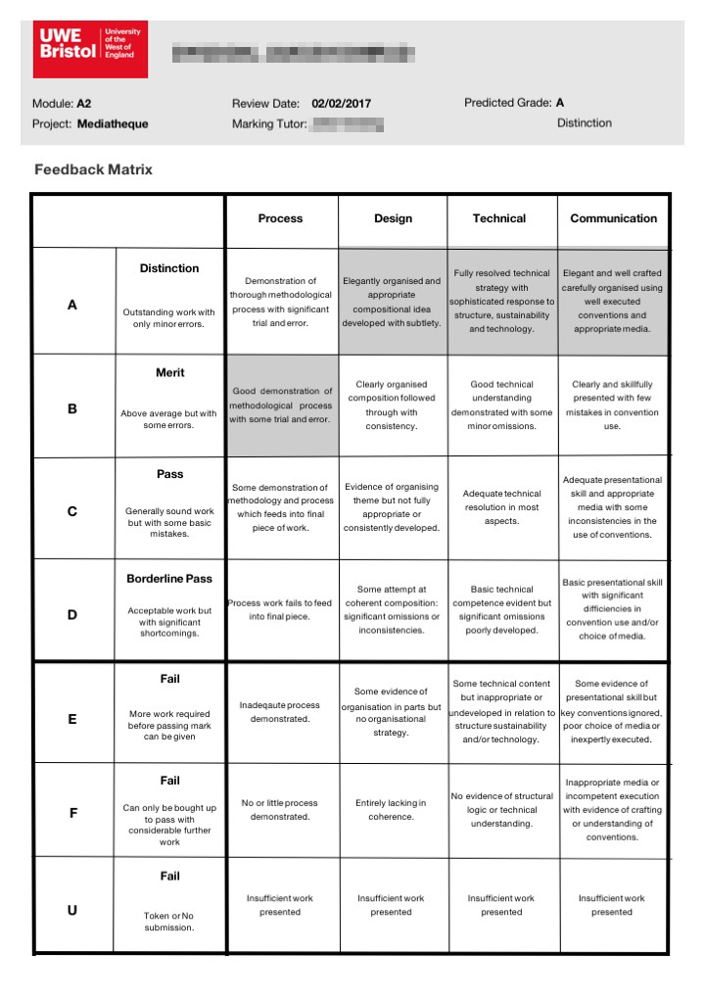 UWE Bristol
University of the West of England
Module: A2
Review Date: 02/02/2017
Predicted Grade: A
Project: Mediatheque
Marking Tutor:
Distinction
Feedback Matrix
Process
Design
Technical
Communication
A
Distinction
Outstanding work with
only minor errors.
Demonstration of
thorough methodological
process with significant
trial and error.
Elegantly organised and
appropriate
compositional idea
developed with subtlety.
Fully resolved technical
strategy with
sophisticated response to
structure, sustainability
and technology.
Elegant and well crafted
carefully organised using
well executed
conventions and
appropriate media.
B
Merit
Above average but with
some errors.
Good demonstration of
methodological process
with some trial and error.
Clearly organised
composition followed
through with
consistency.
Good technical
understanding
demonstrated with some
minor omissions.
Clearly and skillfully
presented with few
mistakes in convention
use.
C
Pass
Generally sound work
but with some basic
mistakes.
Some demonstration of
methodology and process
which feeds into final
piece of work.
Evidence of organising
theme but not fully
appropriate or
consistently developed.
Adequate technical
resolution in most
aspects.
Adequate presentational
skill and appropriate
media with some
inconsistencies in the
use of conventions.
D
Borderline Pass
Acceptable work but
with significant
shortcomings.
Process work fails to feed
into final piece.
Some attempt at
coherent composition:
significant omissions or
inconsistencies.
Basic technical
competence evident but
significant omissions
poorly developed.
Basic presentational skill
with significant
difficiencies in
convention use and/or
choice of media.
E
Fail
More work required
before passing mark
can be given
Inadeqaute process
demonstrated.
Some evidence of
organisation in parts but
no organisational
strategy.
Some technical content
but inappropriate or
undeveloped in relation to
structure sustainability
and/or technology.
Some evidence of
presentational skill but
key conventions ignored,
poor choice of media or
inexpertly executed.
F
Fail
Can only be bought up
to pass with
considerable further
work
No or little process
demonstrated.
Entirely lacking in
coherence.
No evidence of structural
logic or technical
understanding.
Inappropriate media or
incompetent execution
with evidence of crafting
or understanding of
conventions.
U
Fail
Token or No
submission.
Insufficient work
presented
Insufficient work
presented
Insufficient work
presented
Insufficient work
presented